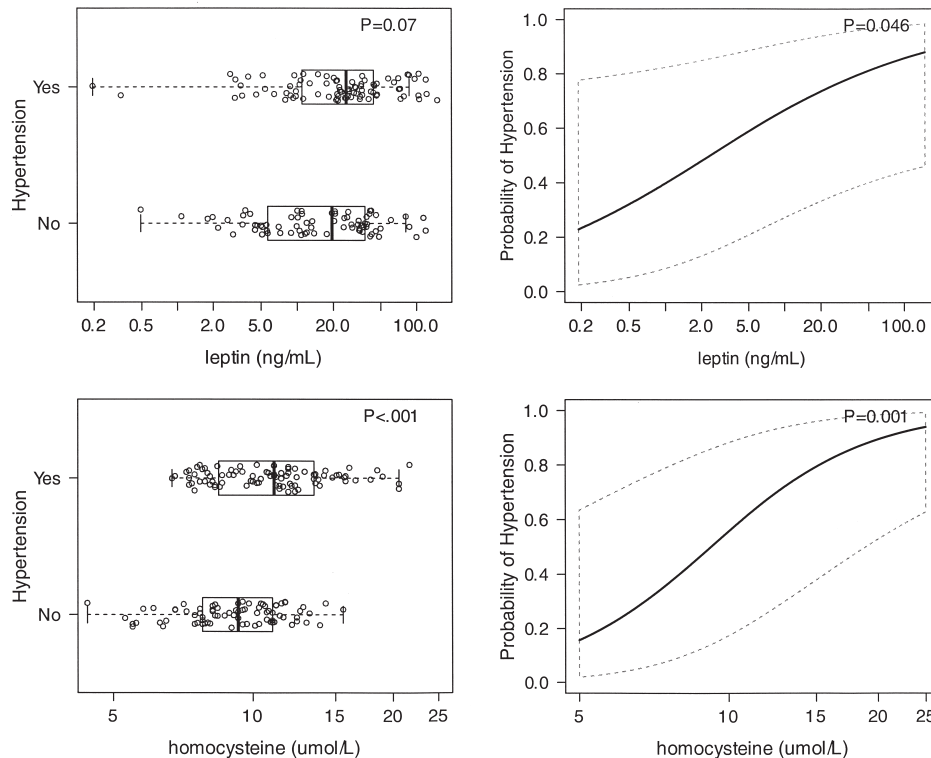 P=0.07
Hypertension
Yes
No
0.2 0.5 2.0 5.0 20.0 100.0
leptin (ng/mL)
P=0.046
Probability of Hypertension
1.0
0.8
0.6
0.4
0.2
0.0
0.2 0.5 2.0 5.0 20.0 100.0
leptin (ng/mL)
P<.001
Hypertension
Yes
No
5 10 15 20 25
homocysteine (umol/L)
P=0.001
Probability of Hypertension
1.0
0.8
0.6
0.4
0.2
0.0
5 10 15 20 25
homocysteine (umol/L)